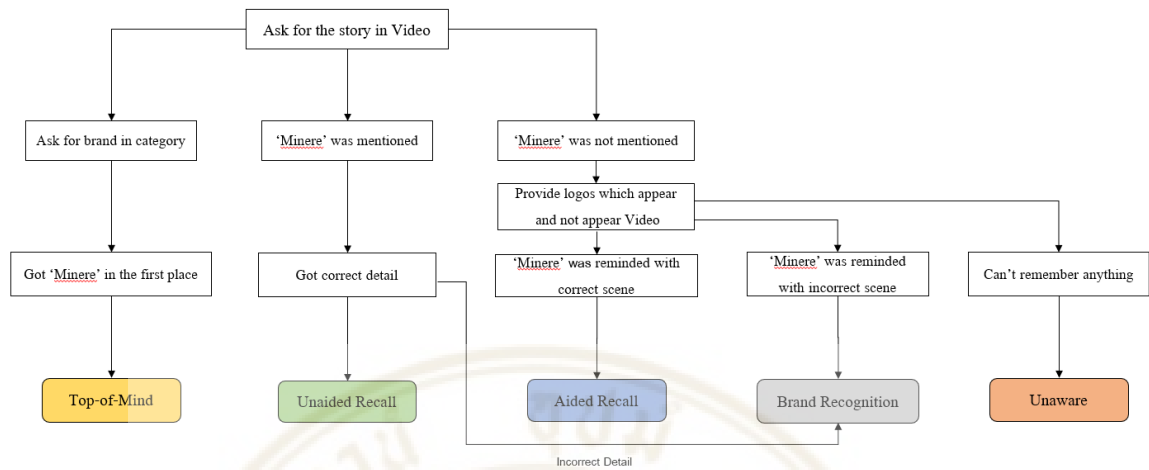 Ask for the story in Video
Ask for brand in category
‘Minere’ was mentioned
‘Minere’ was not mentioned
Provide logos which appear
and not appear Video
Got ‘Minere’ in the first place
Got correct detail
‘Minere’ was reminded with
correct scene
‘Minere’ was reminded
with incorrect scene
Can’t remember anything
Top-of-Mind
Unaided Recall
Aided Recall
Brand Recognition
Unaware
Incorrect Detail